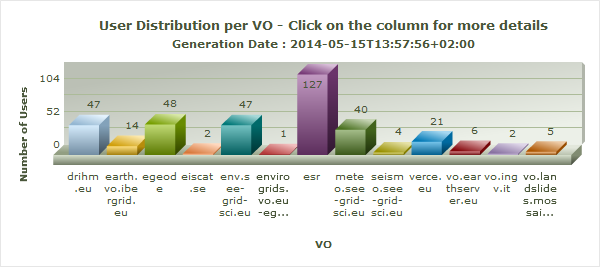 User Distribution per VO - Click on the column for more details
Generation Date : 2014-05-15T13:57:56+02:00
Number of Users
104
52
0
47
14
48
2
47
1
127
40
4
21
6
2
5
drihm.
eu
earth.
vo.ibe
rgrid.
eu
egeod
e
eiscat.
se
env.s
ee-
grid-
sci.eu
enviro
grids.
vo.eu
-eg...
esr
mete
o.see
-grid-
sci.eu
seism
o.see
-grid-
sci.eu
verce.
eu
vo.ear
thserv
er.eu
vo.ing
v.it
vo.lan
dslide
s.mos
sai...
VO